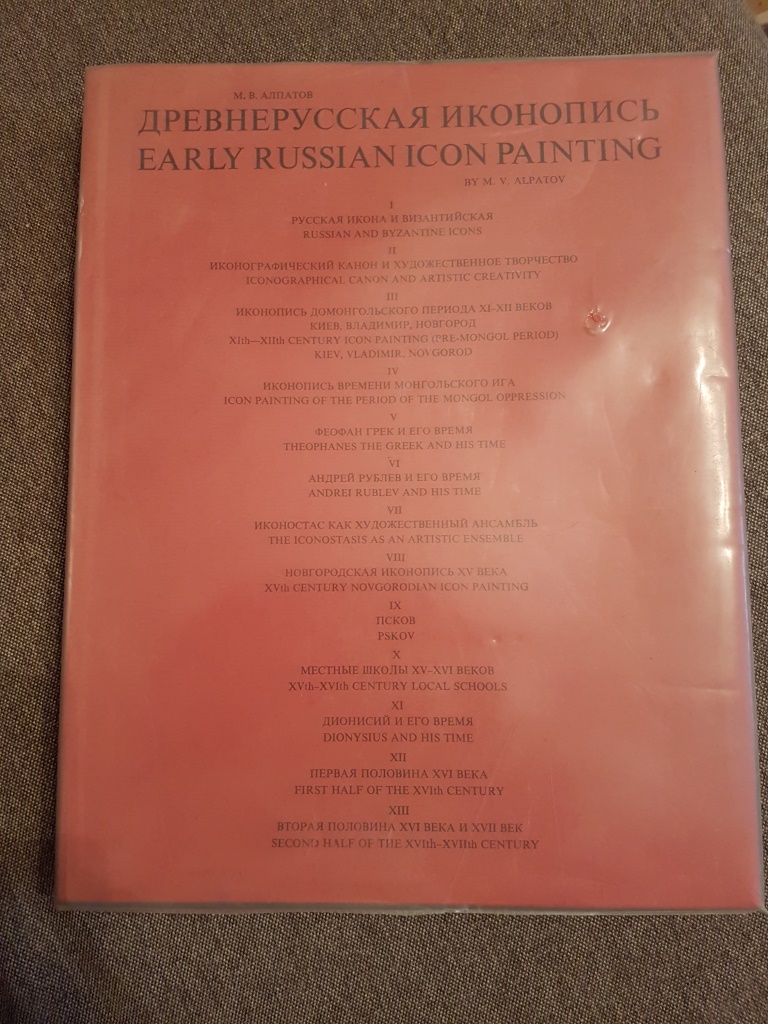 М. В. АЛПАТОВ
ДРЕВНЕРУССКАЯ ИКОНОПИСЬ
EARLY RUSSIAN ICON PAINTING
BY M. V. ALPATOV
I
РУССКАЯ ИКОНА И ВИЗАНТИЙСКАЯ
RUSSIAN AND BYZANTINE ICONS
II
ИКОНОГРАФИЧЕСКИЙ КАНОН И ХУДОЖЕСТВЕННОЕ ТВОРЧЕСТВО
ICONOGRAPHICAL CANON AND ARTISTIC CREATIVITY
III
ИКОНОПИСЬ ДОМОНГОЛЬСКОГО ПЕРИОДА XI–XII ВЕКОВ
КИЕВ, ВЛАДИМИР, НОВГОРОД
XIth—XIIth CENTURY ICON PAINTING (PRE-MONGOL PERIOD)
KIEV, VLADIMIR, NOVGOROD
IV
ИКОНОПИСЬ ВРЕМЕНИ МОНГОЛЬСКОГО ИГА
ICON PAINTING OF THE PERIOD OF THE MONGOL OPPRESSION
V
ФЕОФАН ГРЕК И ЕГО ВРЕМЯ
THEOPHANES THE GREEK AND HIS TIME
VI
АНДРЕЙ РУБЛЕВ И ЕГО ВРЕМЯ
ANDREI RUBLEV AND HIS TIME
VII
ИКОНОСТАС КАК ХУДОЖЕСТВЕННЫЙ АНСАМБЛЬ
THE ICONOSTASIS AS AN ARTISTIC ENSEMBLE
VIII
НОВГОРОДСКАЯ ИКОНОПИСЬ XV ВЕКА
XVth CENTURY NOVGORODIAN ICON PAINTING
IX
ПСКОВ
PSKOV
X
МЕСТНЫЕ ШКОЛЫ XV–XVI ВЕКОВ
XVth–XVIth CENTURY LOCAL SCHOOLS
XI
ДИОНИСИЙ И ЕГО ВРЕМЯ
DIONYSIUS AND HIS TIME
XII
ПЕРВАЯ ПОЛОВИНА XVI ВЕКА
FIRST HALF OF THE XVIth CENTURY
XIII
ВТОРАЯ ПОЛОВИНА XVI ВЕКА И XVII ВЕК
SECOND HALF OF THE XVIth–XVIIth CENTURY